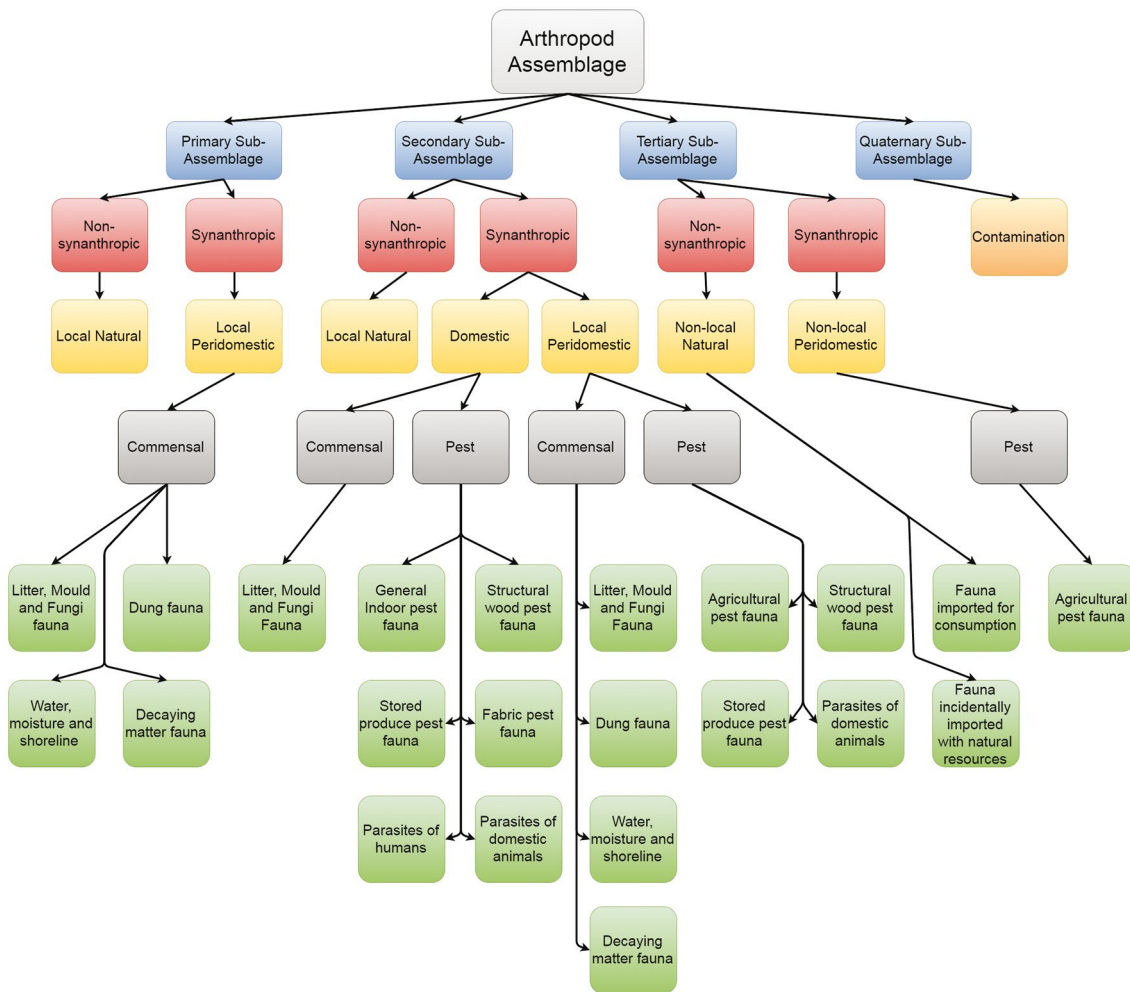 Arthropod
Assemblage
Primary Sub-
Assemblage
Secondary Sub-
Assemblage
Tertiary Sub-
Assemblage
Quaternary Sub-
Assemblage
Non-
synanthropic
Synanthropic
Non-
synanthropic
Synanthropic
Non-
synanthropic
Synanthropic
Contamination
Local Natural
Local
Peridomestic
Local Natural
Domestic
Local
Peridomestic
Non-local
Natural
Non-local
Peridomestic
Commensal
Commensal
Pest
Commensal
Pest
Pest
Litter, Mould
and Fungi
fauna
Dung fauna
Litter, Mould
and Fungi
Fauna
General
Indoor pest
fauna
Structural
wood pest
fauna
Litter, Mould
and Fungi
Fauna
Agricultural
pest fauna
Structural
wood pest
fauna
Fauna
imported for
consumption
Agricultural
pest fauna
Water,
moisture and
shoreline
Decaying
matter fauna
Stored
produce pest
fauna
Fabric pest
fauna
Dung fauna
Stored
produce pest
fauna
Parasites of
domestic
animals
Fauna
incidentally
imported
with natural
resources
Parasites of
humans
Parasites of
domestic
animals
Water,
moisture and
shoreline
Decaying
matter fauna